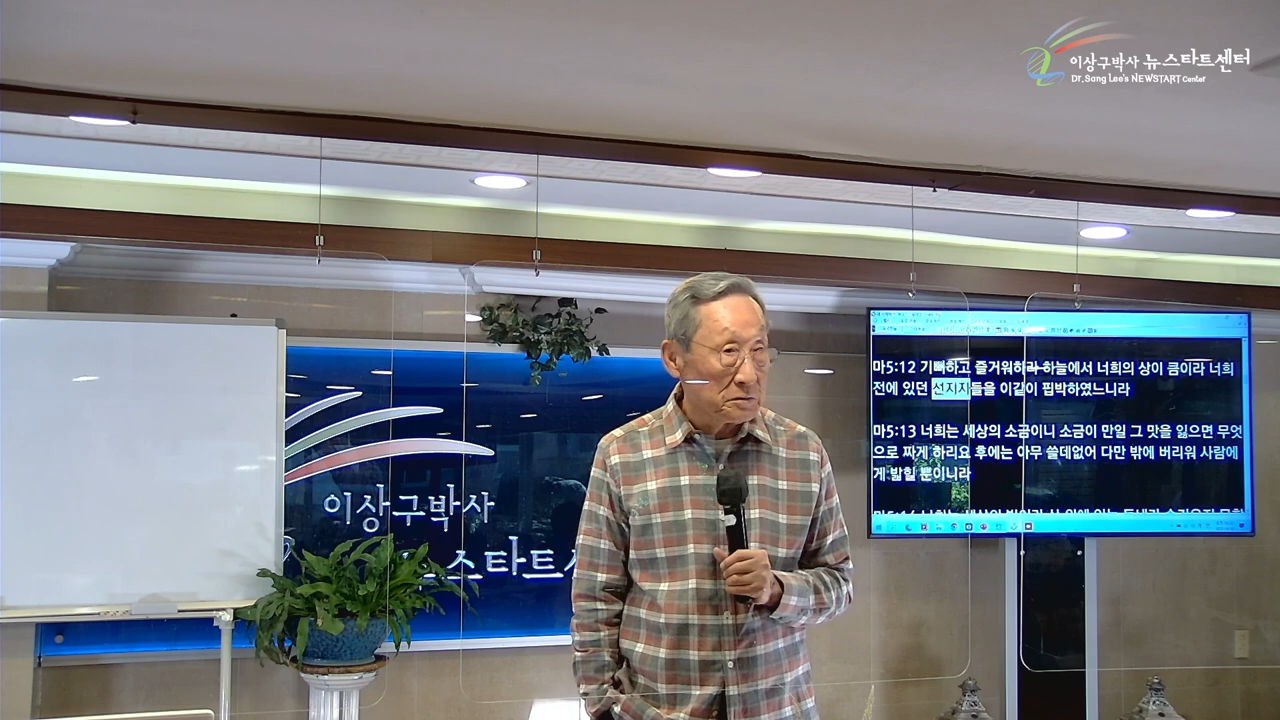 이상구박사 뉴스타트센터
Dr. Sang Lee's NEWSTART Center
마5:12 기뻐하고 즐거워하라 하늘에서 너희의 상이 큼이라 너희
전에 있던 선지자들을 이같이 핍박하였느니라
마5:13 너희는 세상의 소금이니 소금이 만일 그 맛을 잃으면 무엇
으로 짜게 하리요 후에는 아무 쓸데없어 다만 밖에 버리워 사람에
게 밟힐 뿐이니라
이상구박사
스타트